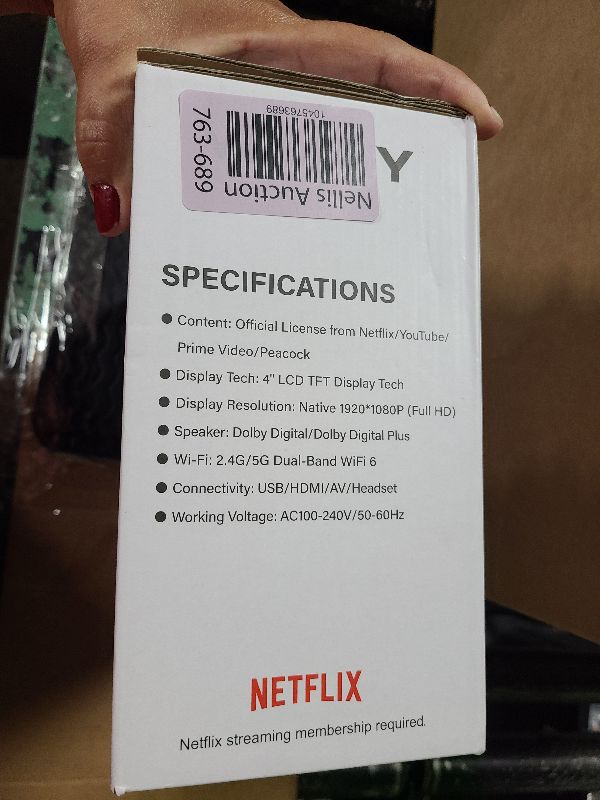 1045763689
Nellis Auction
763-689
Y
SPECIFICATIONS
● Content: Official License from Netflix/YouTube/
Prime Video/Peacock
● Display Tech: 4" LCD TFT Display Tech
● Display Resolution: Native 1920*1080P (Full HD)
● Speaker: Dolby Digital/Dolby Digital Plus
● Wi-Fi: 2.4G/5G Dual-Band WiFi 6
● Connectivity: USB/HDMI/AV/Headset
● Working Voltage: AC100-240V/50-60Hz
NETFLIX
Netflix streaming membership required.